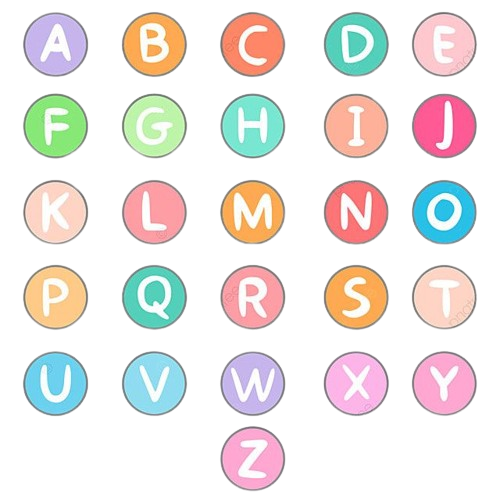 A B C D E
F G H I J
K L M N O
P Q R S T
U V W X Y
Z